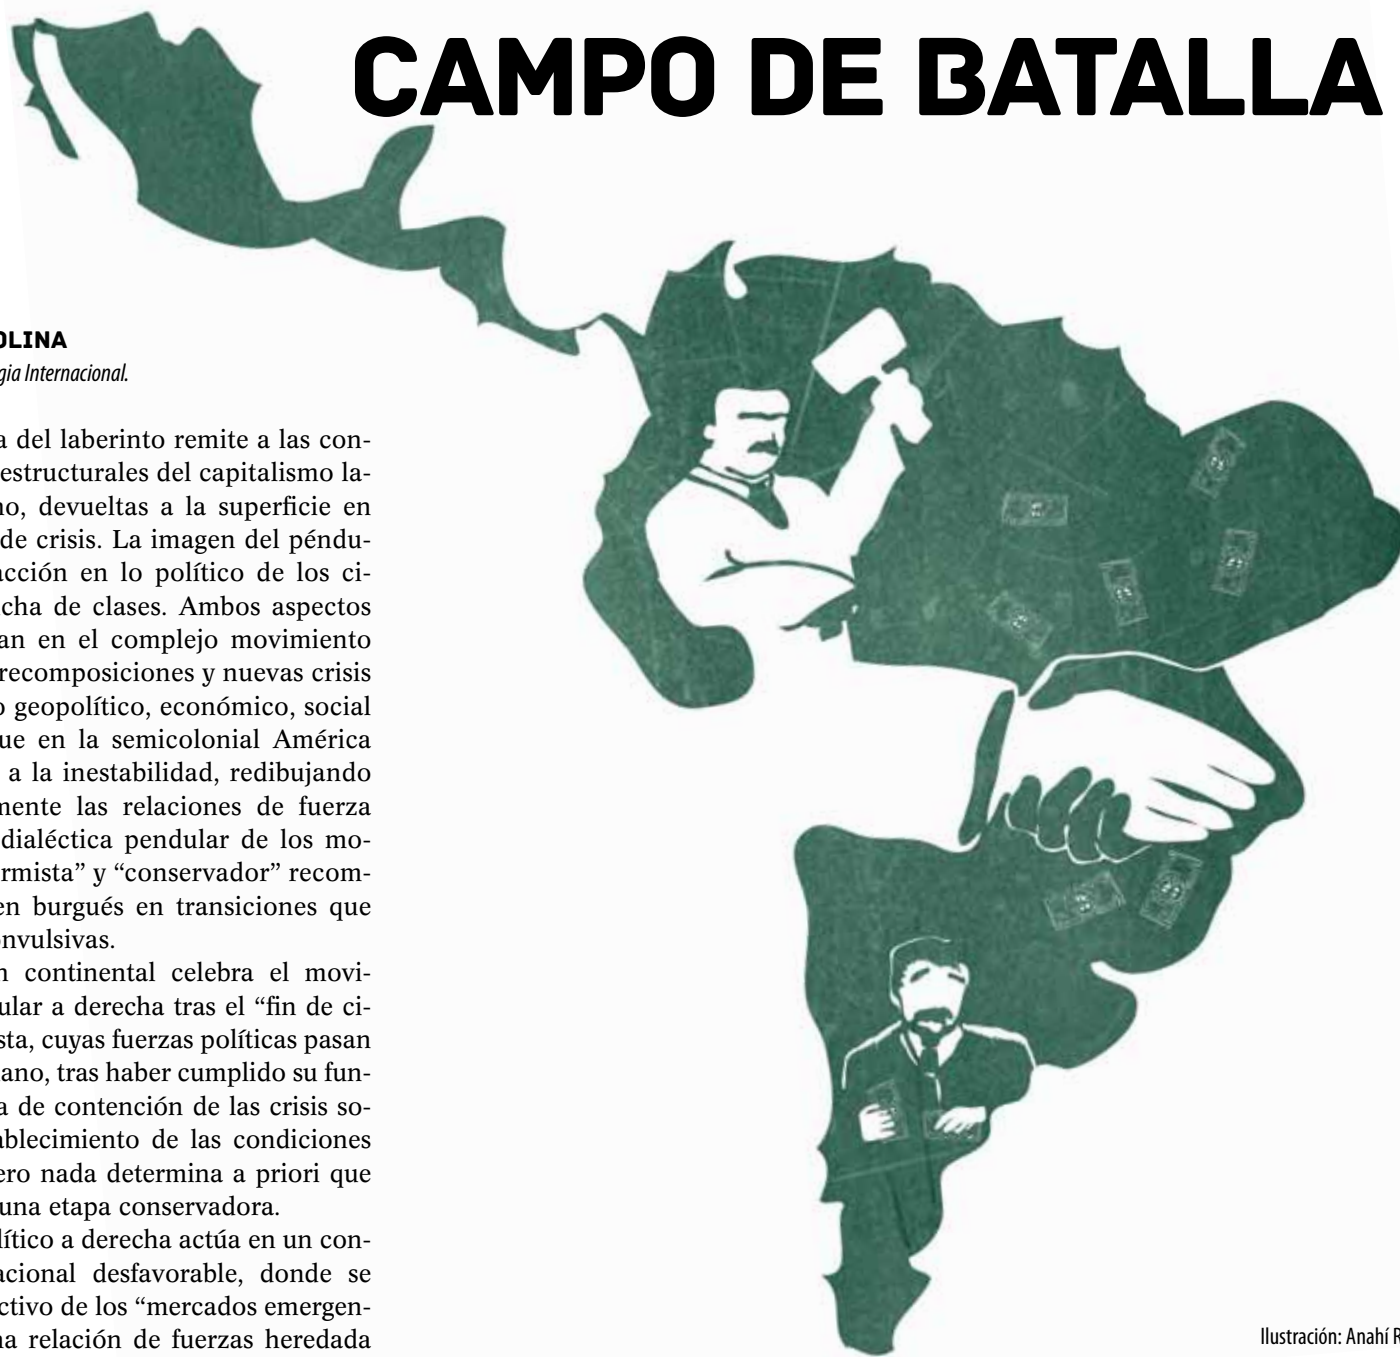 CAMPO DE BATALLA
OLINA
gia Internacional.
a del laberinto remite a las con-
estructurales del capitalismo la-
no, devueltas a la superficie en
de crisis. La imagen del péndu-
acción en lo político de los ci-
cha de clases. Ambos aspectos
an en el complejo movimiento
recomposiciones y nuevas crisis
o geopolítico, económico, social
ue en la semicolonial América
a la inestabilidad, redibujando
mente las relaciones de fuerza
dialéctica pendular de los mo-
rmista” y “conservador” recom-
en burgués en transiciones que
nvulsivas.
n continental celebra el movi-
ular a derecha tras el “fin de ci-
sta, cuyas fuerzas políticas pasan
ano, tras haber cumplido su fun-
a de contención de las crisis so-
ablecimiento de las condiciones
ero nada determina a priori que
una etapa conservadora.
lítico a derecha actúa en un con-
acional desfavorable, donde se
ctivo de los “mercados emergen-
na relación de fuerzas heredada
Ilustración: Anahí R